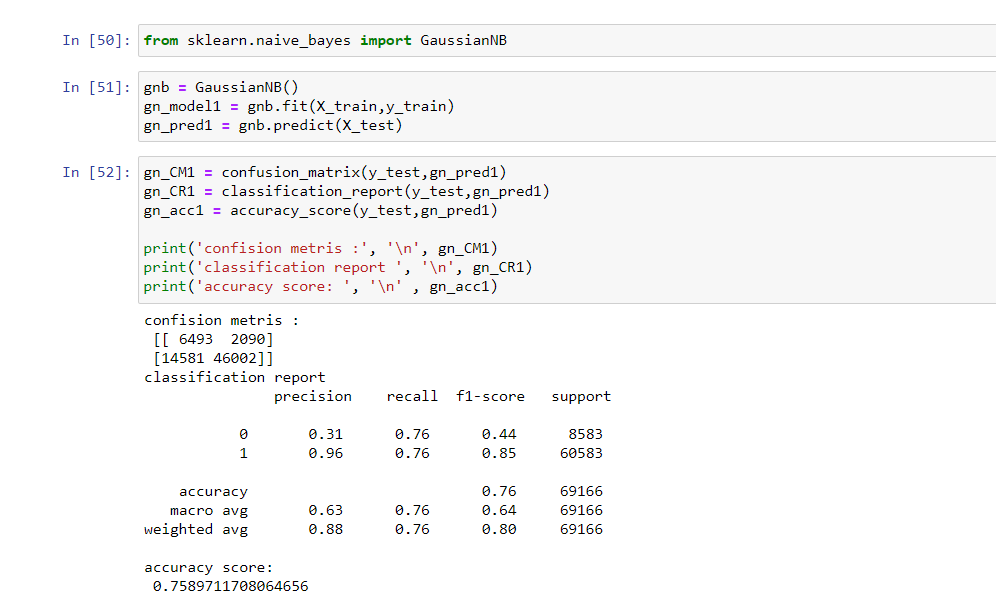 In [50]: from sklearn.naive_bayes import GaussianNB
In [51]: gnb = GaussianNB()
gn_model1 = gnb.fit(X_train,y_train)
gn_pred1 = gnb.predict(X_test)
In [52]: gn_CM1 = confusion_matrix(y_test,gn_pred1)
gn_CR1 = classification_report(y_test,gn_pred1)
gn_acc1 = accuracy_score(y_test,gn_pred1)
print('confision metris :', '\n', gn_CM1)
print('classification report ', '\n', gn_CR1)
print('accuracy score: ', '\n' , gn_acc1)
confision metris :
[[ 6493  2090]
[14581 46002]]
classification report
precision    recall  f1-score   support
0       0.31      0.76      0.44      8583
1       0.96      0.76      0.85     60583
accuracy                           0.76     69166
macro avg       0.63      0.76      0.64     69166
weighted avg       0.88      0.76      0.80     69166
accuracy score:
0.7589711708064656